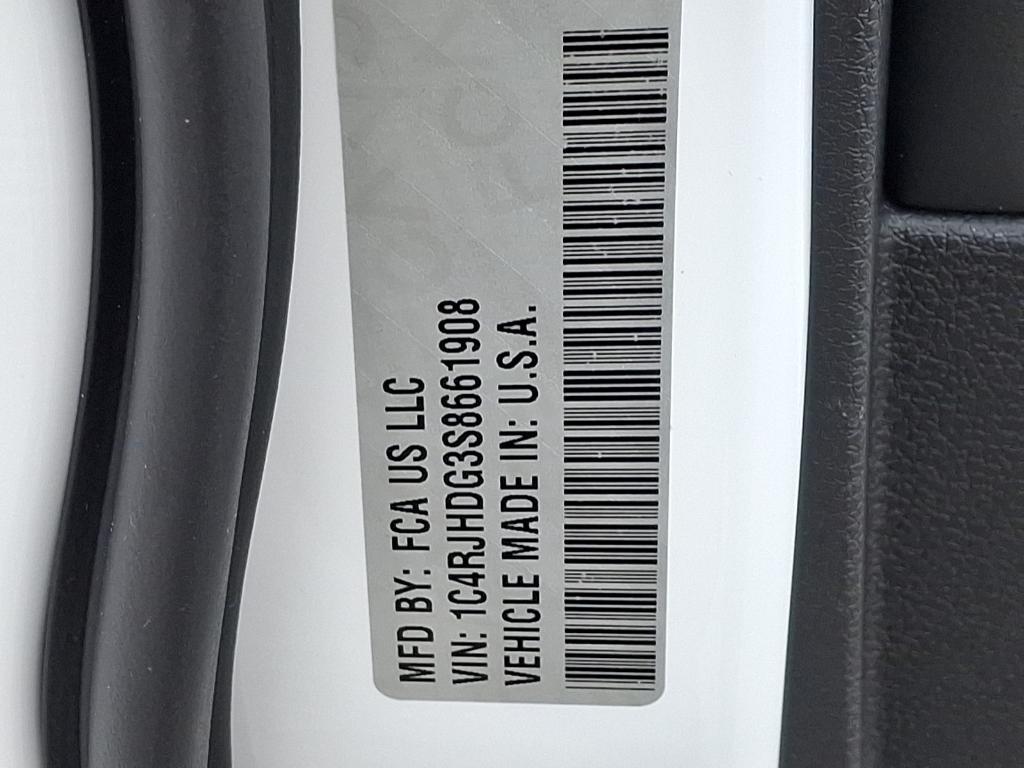 MFD BY: FCA US LLC
VIN: 1C4RJHDG3S8661908
VEHICLE MADE IN: U.S.A.